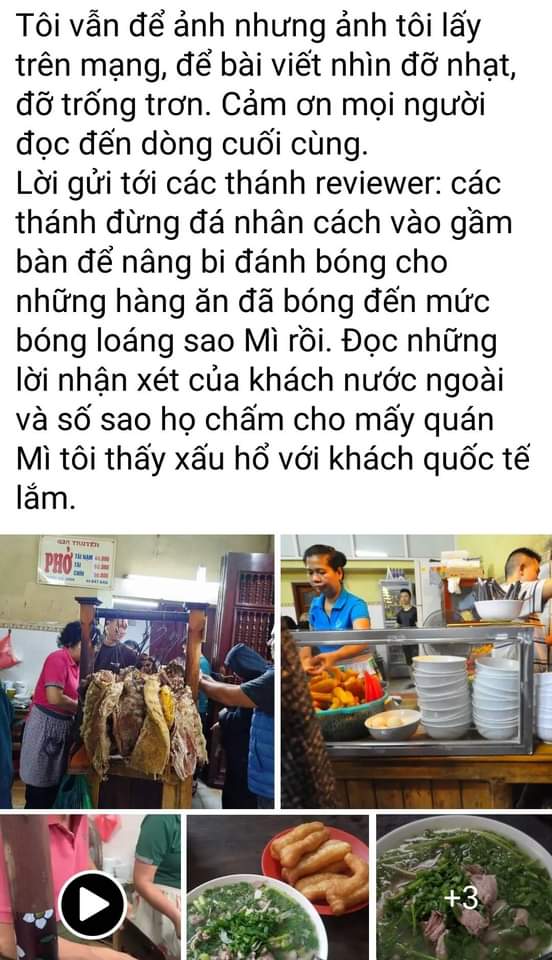 Tôi vẫn để ảnh nhưng ảnh tôi lấy
trên mạng, để bài viết nhìn đỡ nhạt,
đỡ trống trơn. Cảm ơn mọi người
đọc đến dòng cuối cùng.
Lời gửi tới các thánh reviewer: các
thánh đừng đá nhân cách vào gầm
bàn để nâng bi đánh bóng cho
những hàng ăn đã bóng đến mức
bóng loáng sao Mì rồi. Đọc những
lời nhận xét của khách nước ngoài
và số sao họ chấm cho mấy quán
Mì tôi thấy xấu hổ với khách quốc tế
lắm.
PHỞ
TÁI NẠM
TÁI
CHÍN
+3